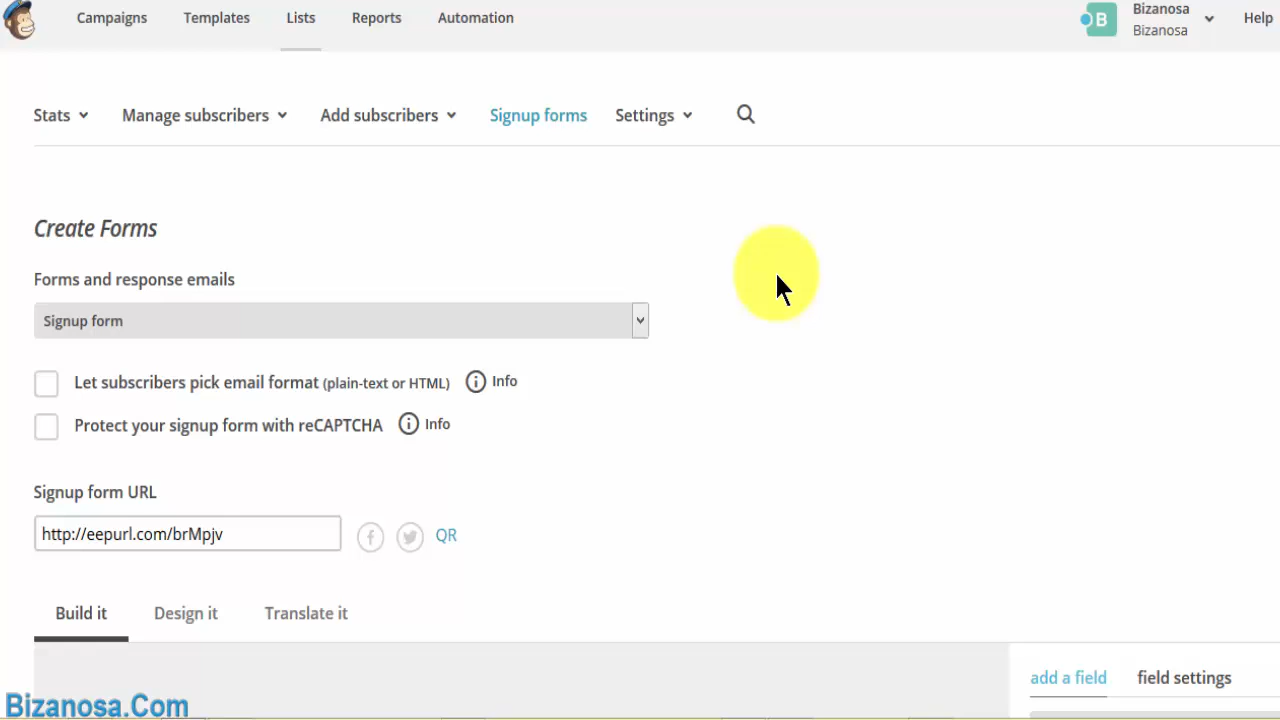 Campaigns Templates Lists Reports Automation
B
Bizanosa
Bizanosa
Help
Stats Manage subscribers Add subscribers Signup forms Settings
Create Forms
Forms and response emails
Signup form
Let subscribers pick email format (plain-text or HTML) i Info
Protect your signup form with reCAPTCHA i Info
Signup form URL
http://eepurl.com/brMpjv f QR
Build it Design it Translate it
add a field field settings
Bizanosa.Com